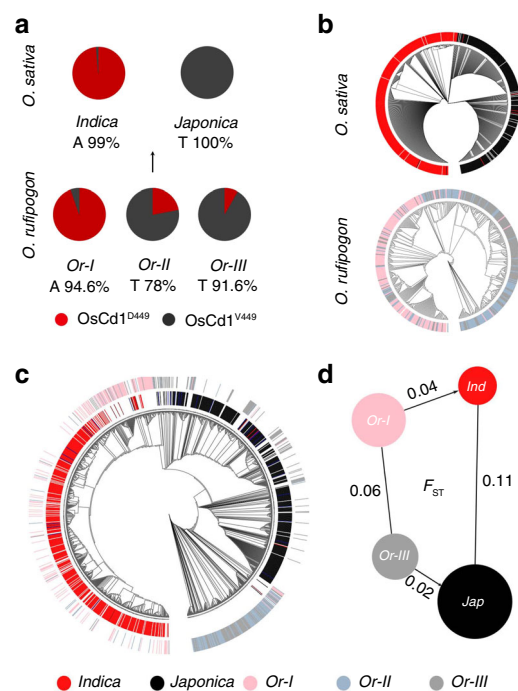 a
O. sativa
Indica
A 99%
Japonica
T 100%
O. rufipogon
Or-I
A 94.6%
Or-II
T 78%
Or-III
T 91.6%
OsCd1D449
OsCd1V449
b
O. sativa
O. rufipogon
c
d
0.04
Ind
Or-I
0.06
FST
0.11
Or-III
0.02
Jap
Indica
Japonica
Or-I
Or-II
Or-III